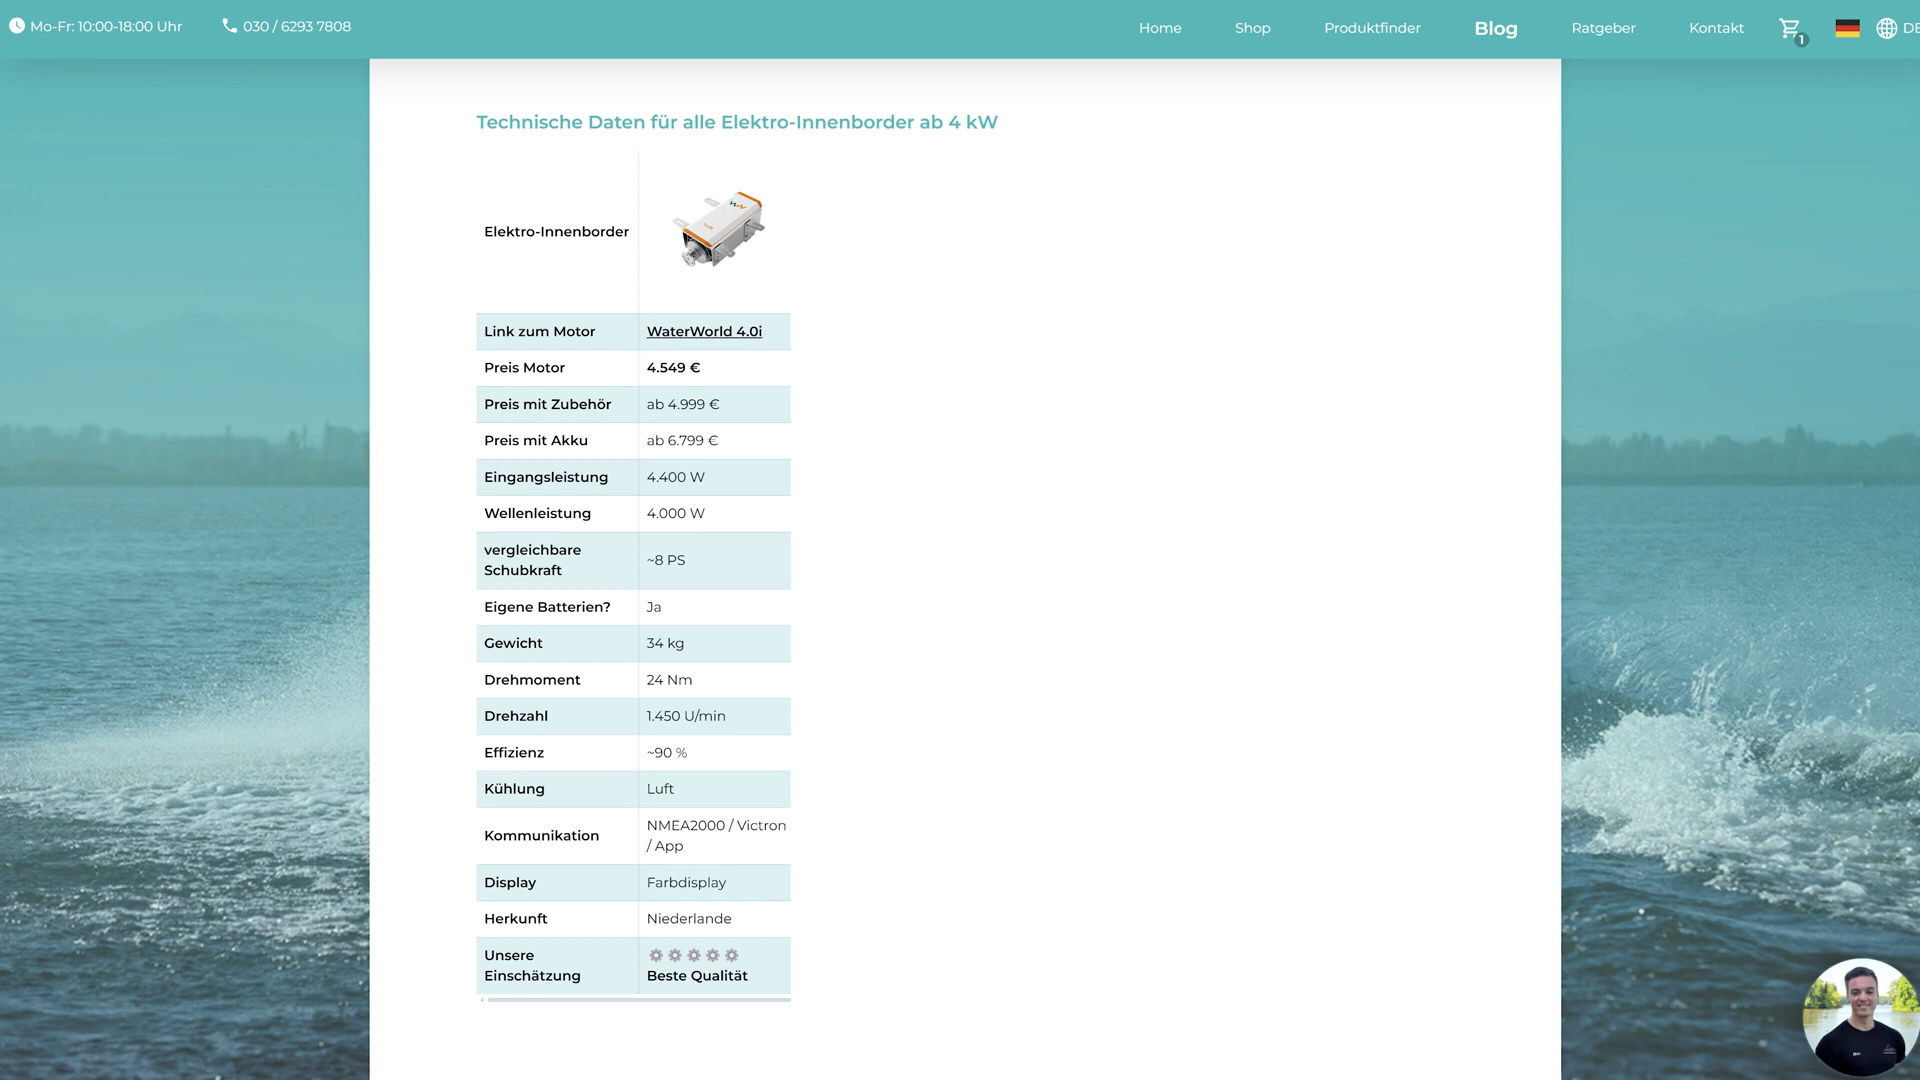 Mo-Fr: 10:00-18:00 Uhr
030 / 6293 7808
Home
Shop
Produktfinder
Blog
Ratgeber
Kontakt
1
DE
Technische Daten für alle Elektro-Innenborder ab 4 kW
Elektro-Innenborder
Link zum Motor WaterWorld 4.0i
Preis Motor 4.549 €
Preis mit Zubehör ab 4.999 €
Preis mit Akku ab 6.799 €
Eingangsleistung 4.400 W
Wellenleistung 4.000 W
vergleichbare
Schubkraft
~8 PS
Eigene Batterien? Ja
Gewicht 34 kg
Drehmoment 24 Nm
Drehzahl 1.450 U/min
Effizienz ~90 %
Kühlung Luft
Kommunikation
NMEA2000 / Victron
/ App
Display Farbdisplay
Herkunft Niederlande
Unsere
Einschätzung
Beste Qualität